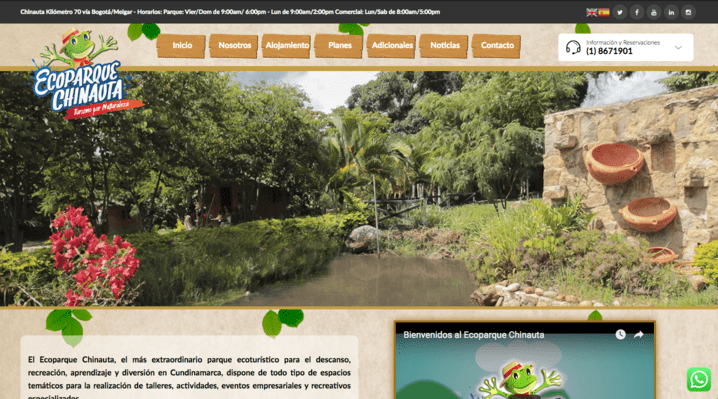 Chinauta Kilómetro 70 vía Bogotá/Melgar - Horarios: Parque: Vier/Dom de 9:00am/ 6:00pm - Lun de 9:00am/2:00pm Comercial: Lun/Sab de 8:00am/5:00pm
Inicio
Nosotros
Alojamiento
Planes
Adicionales
Noticias
Contacto
Información y Reservaciones
(1) 8671901
ECOPARQUE
CHINAUTA
Turismo por Naturaleza
El Ecoparque Chinauta, el más extraordinario parque ecoturístico para el descanso,
recreación, aprendizaje y diversión en Cundinamarca, dispone de todo tipo de espacios
temáticos para la realización de talleres, actividades, eventos empresariales y recreativos
especializados.
Bienvenidos al Ecoparque Chinauta